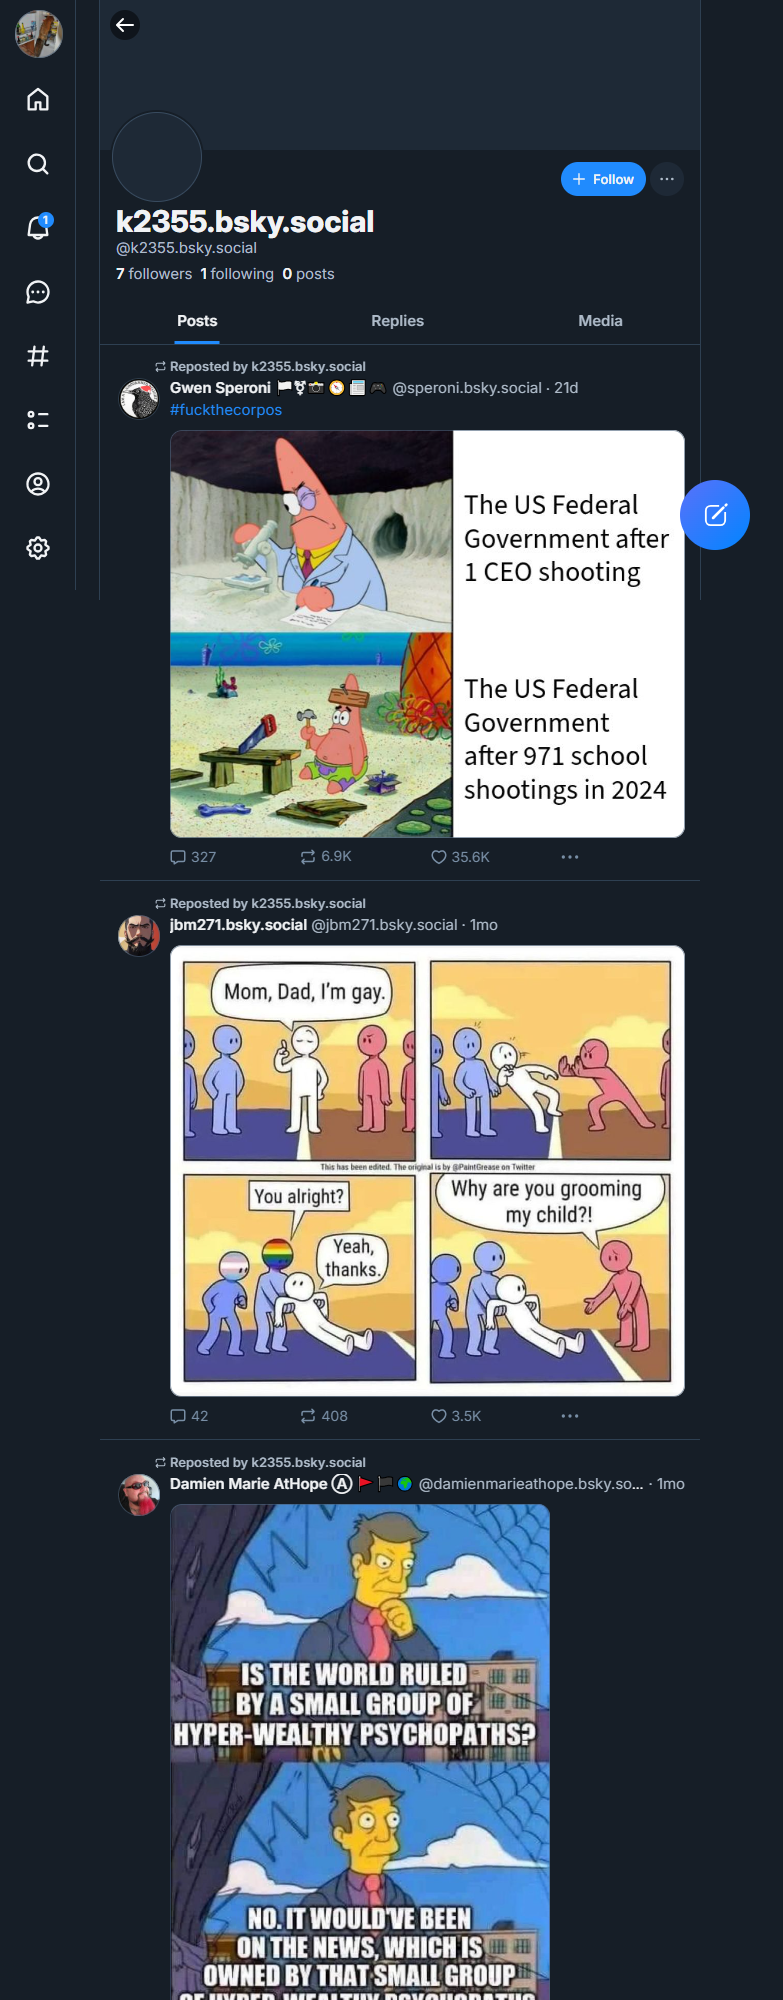 1
+ Follow
k2355.bsky.social
@k2355.bsky.social
7 followers 1 following 0 posts
Posts Replies Media
Reposted by k2355.bsky.social
Gwen Speroni 🏳️‍⚧️📷🧭📰🎮 @speroni.bsky.social · 21d
#fuckthecorpos
The US Federal
Government after
1 CEO shooting
The US Federal
Government
after 971 school
shootings in 2024
327 6.9K 35.6K
Reposted by k2355.bsky.social
jbm271.bsky.social @jbm271.bsky.social · 1mo
Mom, Dad, I'm gay.
This has been edited. The original is by @PaintGrease on Twitter
You alright?
Yeah,
thanks.
Why are you grooming
my child?!
42 408 3.5K
Reposted by k2355.bsky.social
Damien Marie AtHope Ⓐ 🚩🏴🌍 @damienmarieathope.bsky.so... · 1mo
IS THE WORLD RULED
BY A SMALL GROUP OF
HYPER-WEALTHY PSYCHOPATHS?
NO. IT WOULD'VE BEEN
ON THE NEWS, WHICH IS
OWNED BY THAT SMALL GROUP
OF HYPER-WEALTHY PSYCHOPATHS